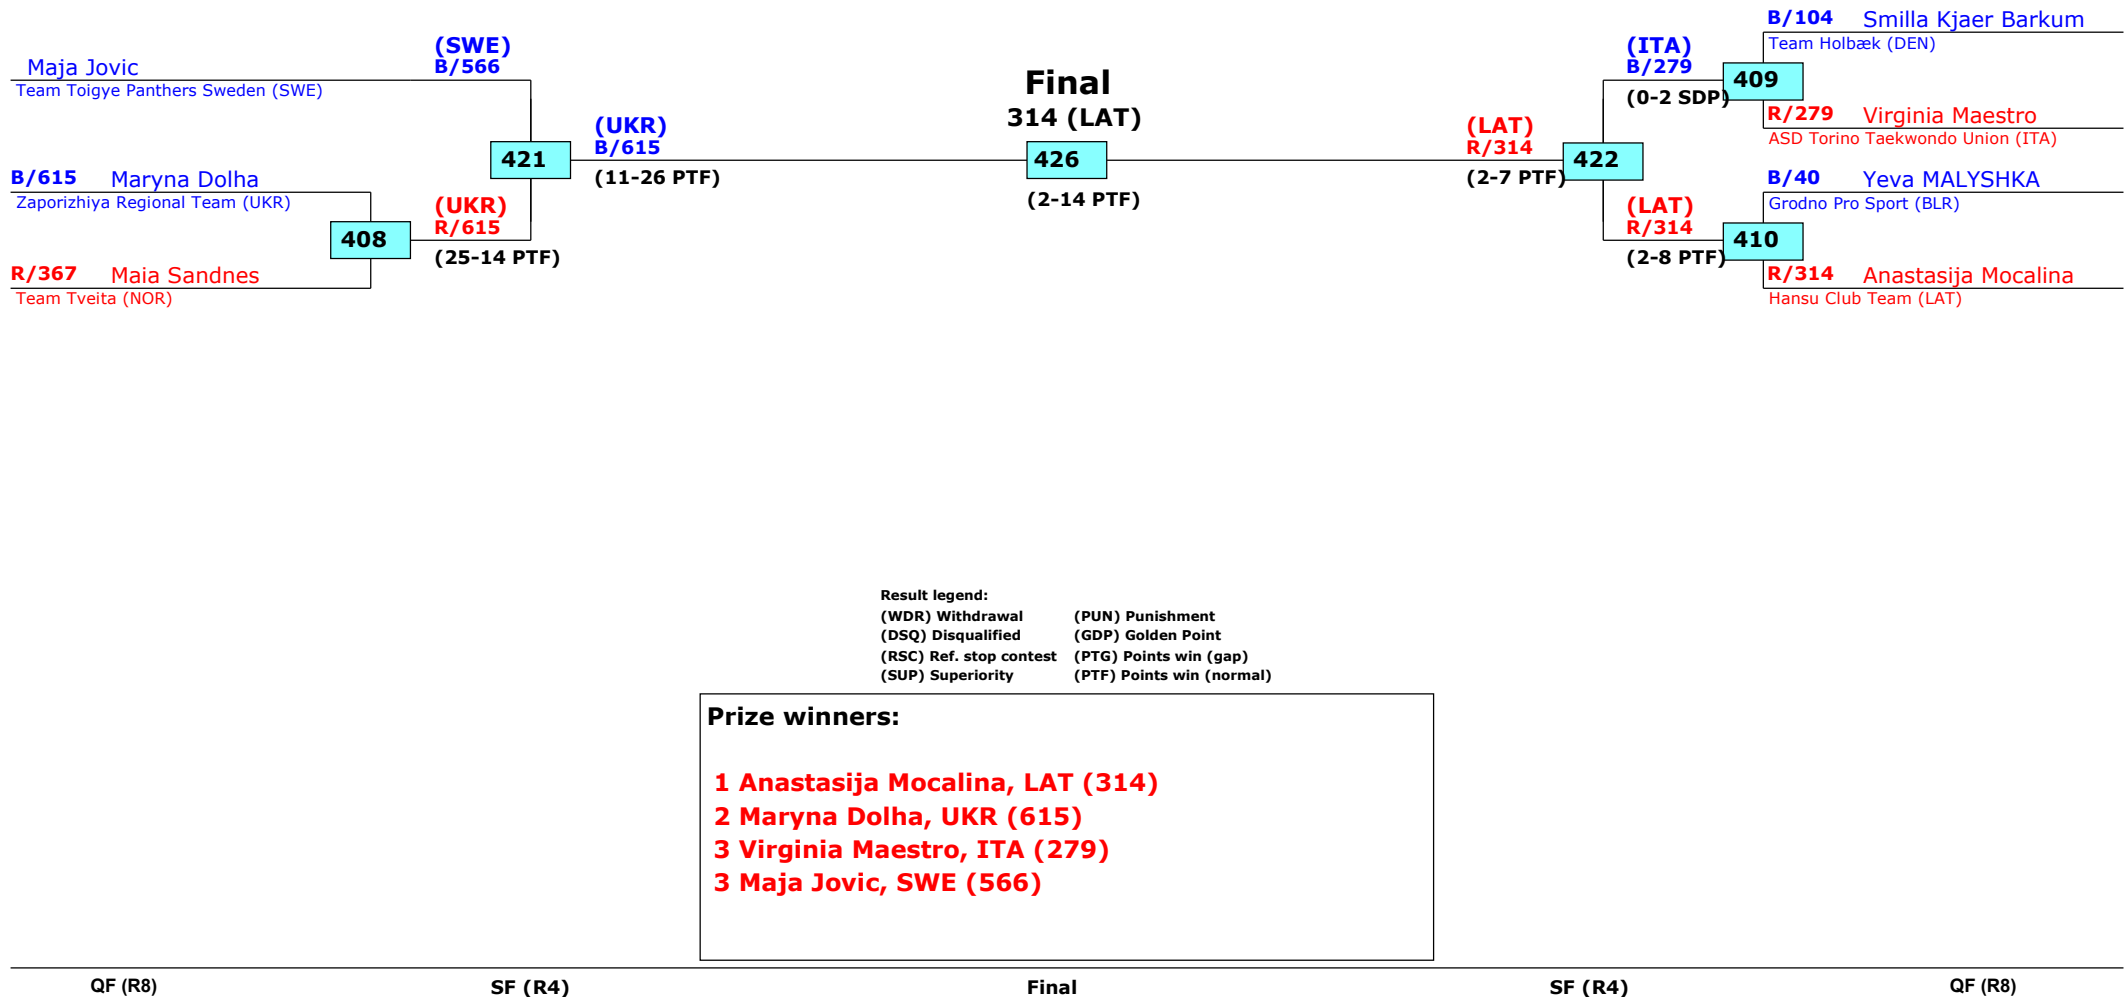 Maja Jovic
Team Toigye Panthers Sweden (SWE)
(SWE)
B/566
B/615 Maryna Dolha
Zaporizhiya Regional Team (UKR)
408
R/367 Maia Sandnes
Team Tveita (NOR)
(UKR)
R/615
(25-14 PTF)
421
(UKR)
B/615
(11-26 PTF)
Final
314 (LAT)
426
(2-14 PTF)
(LAT)
R/314
(2-7 PTF)
422
(ITA)
B/279
(0-2 SDP)
409
B/104 Smilla Kjaer Barkum
Team Holbæk (DEN)
R/279 Virginia Maestro
ASD Torino Taekwondo Union (ITA)
(LAT)
R/314
(2-8 PTF)
410
B/40 Yeva MALYSHKA
Grodno Pro Sport (BLR)
R/314 Anastasija Mocalina
Hansu Club Team (LAT)
Result legend:
(WDR) Withdrawal (PUN) Punishment
(DSQ) Disqualified (GDP) Golden Point
(RSC) Ref. stop contest (PTG) Points win (gap)
(SUP) Superiority (PTF) Points win (normal)
Prize winners:
1 Anastasija Mocalina, LAT (314)
2 Maryna Dolha, UKR (615)
3 Virginia Maestro, ITA (279)
3 Maja Jovic, SWE (566)
QF (R8) SF (R4) Final SF (R4) QF (R8)